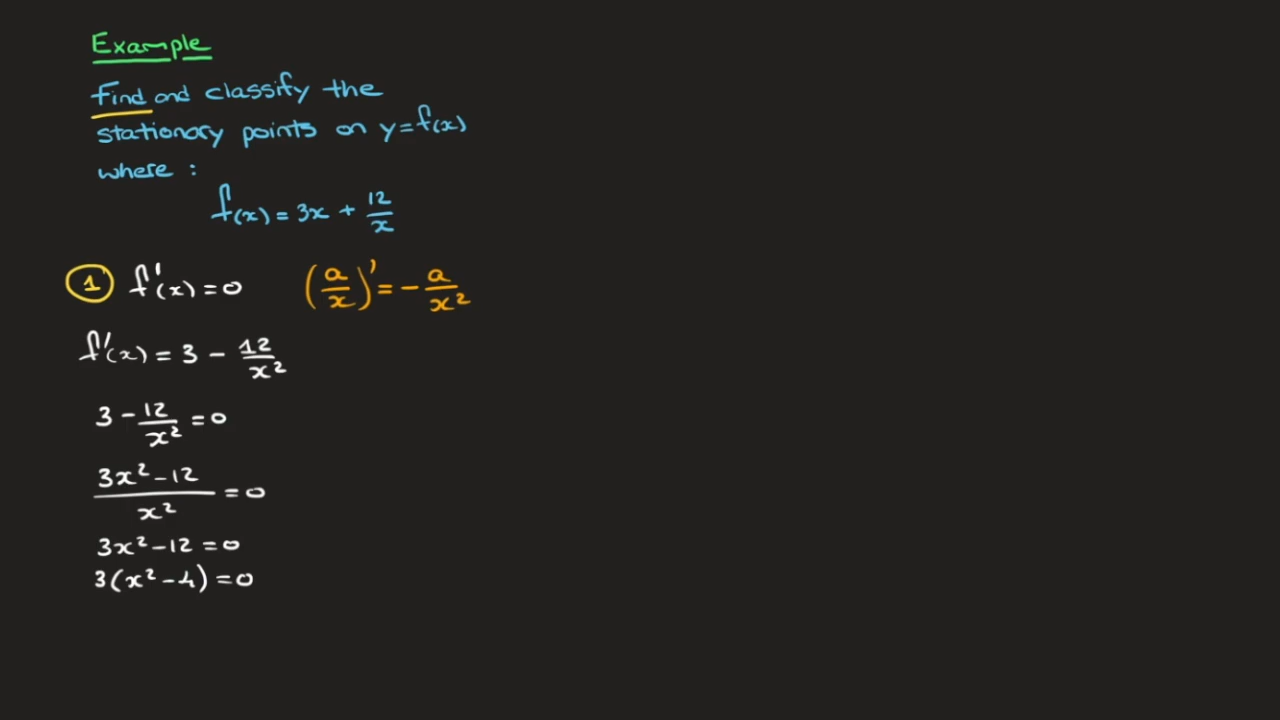 Example
Find and classify the
stationary points on y=f(x)
where :
f(x) = 3x + 12/x
1 f'(x) = 0 (a/x)' = - a/x²
f'(x) = 3 - 12/x²
3 - 12/x² = 0
(3x² - 12)/x² = 0
3x² - 12 = 0
3(x² - 4) = 0